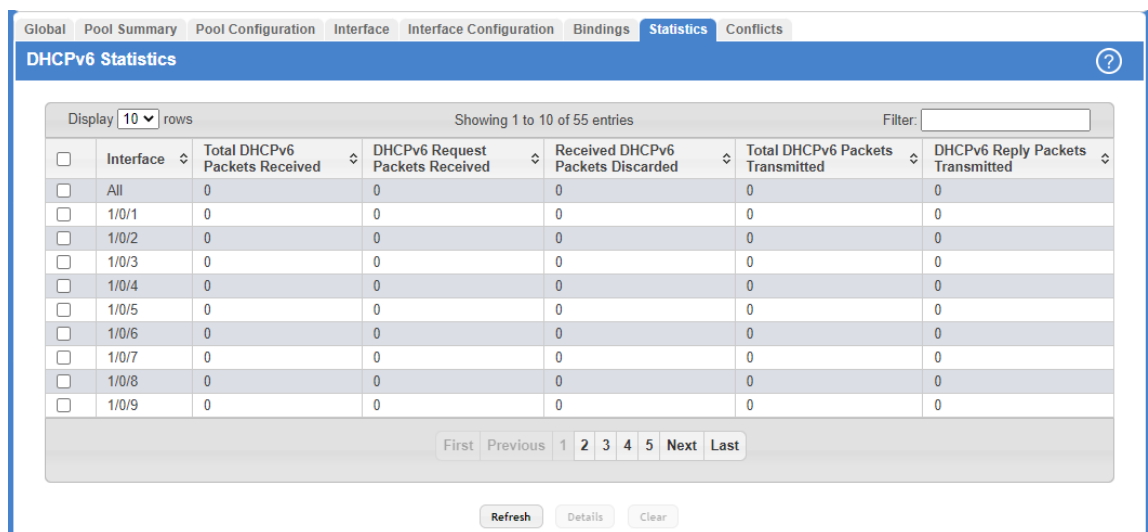 Global Pool Summary Pool Configuration Interface Interface Configuration Bindings Statistics Conflicts
DHCPv6 Statistics ?
Display 10 rows Showing 1 to 10 of 55 entries Filter:
Interface Total DHCPv6 Packets Received DHCPv6 Request Packets Received Received DHCPv6 Packets Discarded Total DHCPv6 Packets Transmitted DHCPv6 Reply Packets Transmitted
All 0 0 0 0 0
1/0/1 0 0 0 0 0
1/0/2 0 0 0 0 0
1/0/3 0 0 0 0 0
1/0/4 0 0 0 0 0
1/0/5 0 0 0 0 0
1/0/6 0 0 0 0 0
1/0/7 0 0 0 0 0
1/0/8 0 0 0 0 0
1/0/9 0 0 0 0 0
First Previous 1 2 3 4 5 Next Last
Refresh Details Clear